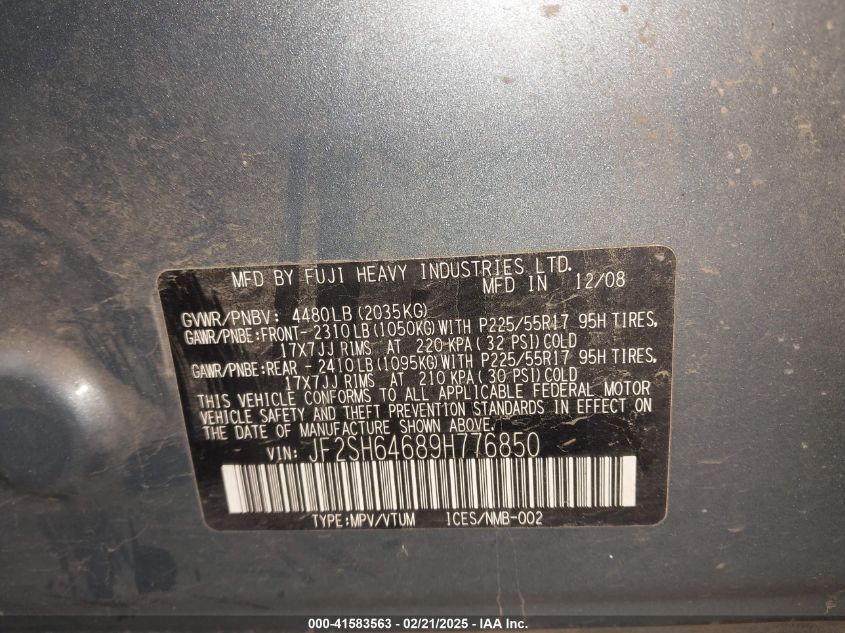 MFD BY FUJI HEAVY INDUSTRIES LTD.
MFD IN 12/08
GVWR/PNBV: 4480LB(2035KG)
GAWR/PNBE:FRONT-2310LB(1050KG)WITH P225/55R17 95H TIRES,
17X7JJ RIMS AT 220 KPA( 32 PSI)COLD
GAWR/PNBE:REAR -2410LB(1095KG)WITH P225/55R17 95H TIRES,
17X7JJ RIMS AT 210 KPA( 30 PSI)COLD
THIS VEHICLE CONFORMS TO ALL APPLICABLE FEDERAL MOTOR
VEHICLE SAFETY AND THEFT PREVENTION STANDARDS IN EFFECT ON
THE DATE OF MANUFACTURE SHOWN ABOVE.
VIN: JF2SH64689H776850
TYPE:MPV/VTUM ICES/NMB-002
000-41583563 - 02/21/2025 - IAA Inc.